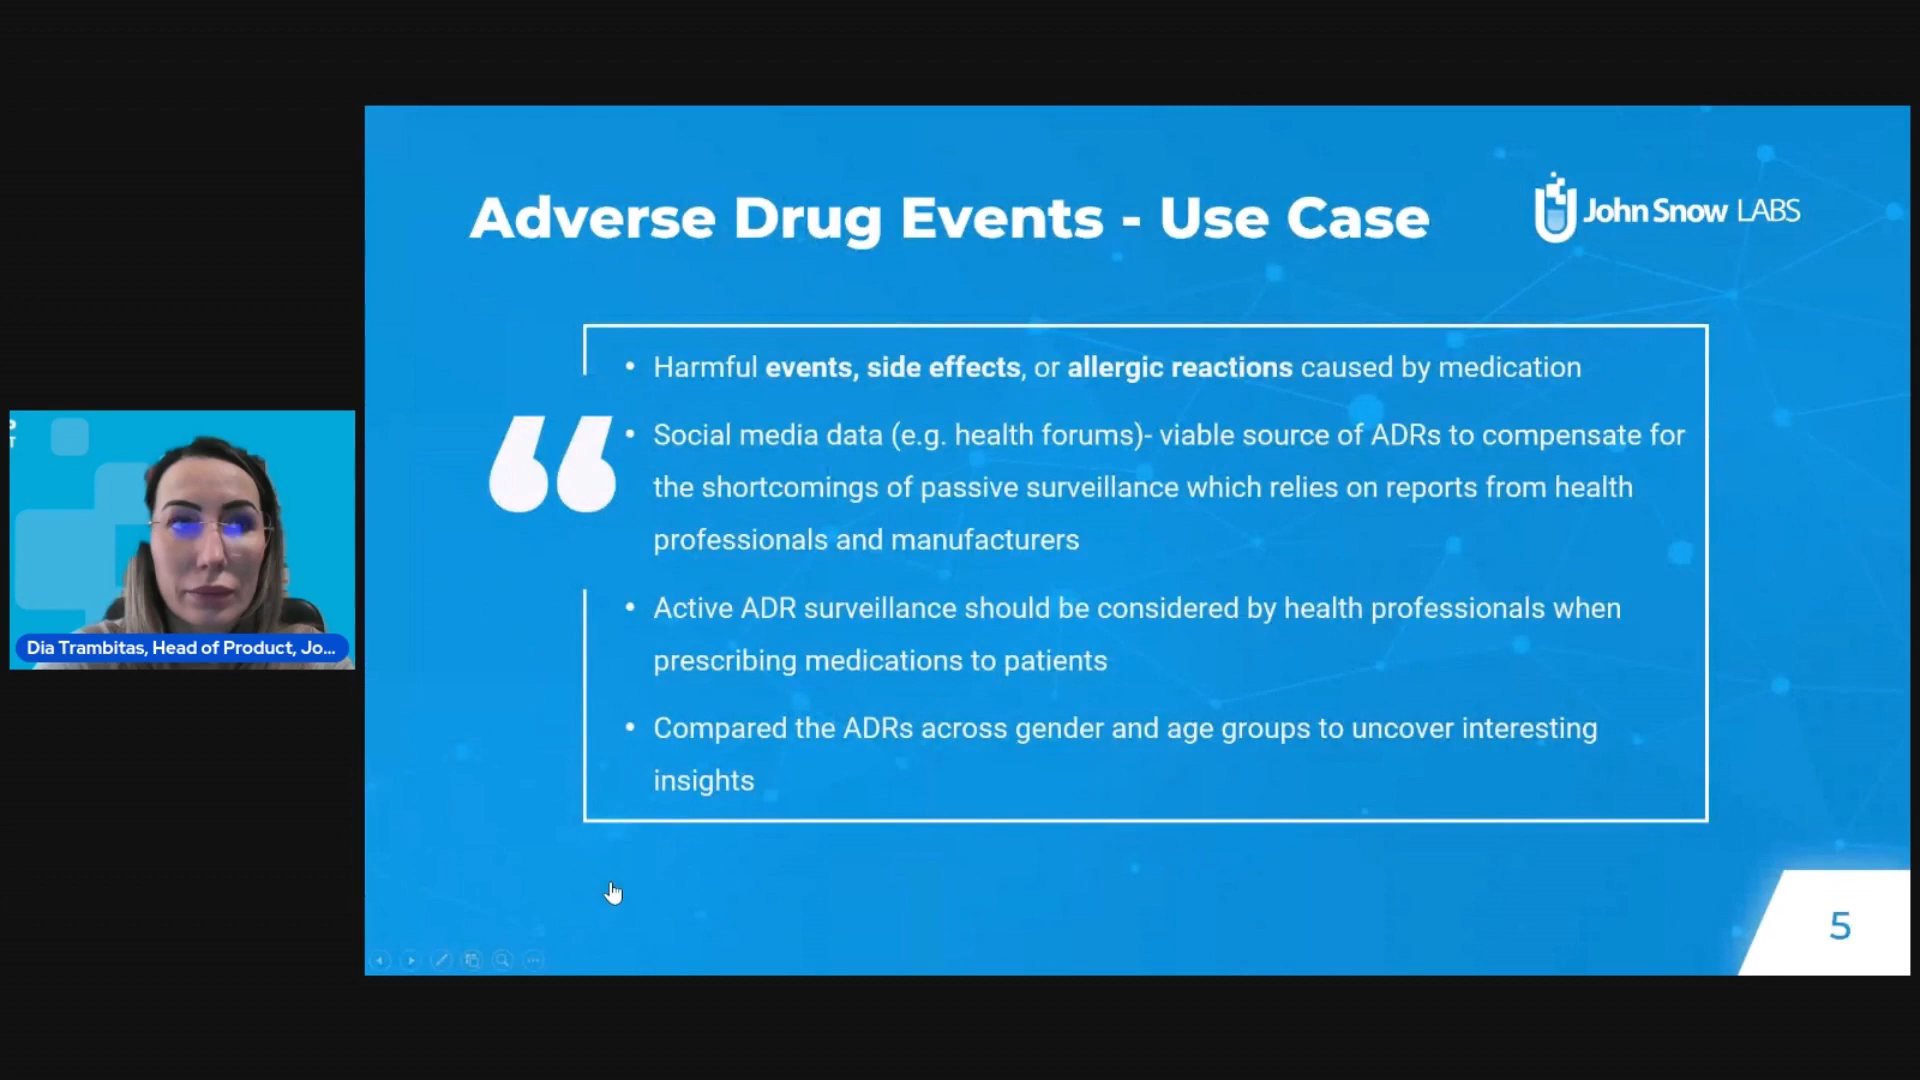 Adverse Drug Events - Use Case
John Snow LABS
• Harmful events, side effects, or allergic reactions caused by medication
• Social media data (e.g. health forums)- viable source of ADRs to compensate for
the shortcomings of passive surveillance which relies on reports from health
professionals and manufacturers
• Active ADR surveillance should be considered by health professionals when
prescribing medications to patients
• Compared the ADRs across gender and age groups to uncover interesting
insights
Dia Trambitas, Head of Product, Jo...
5